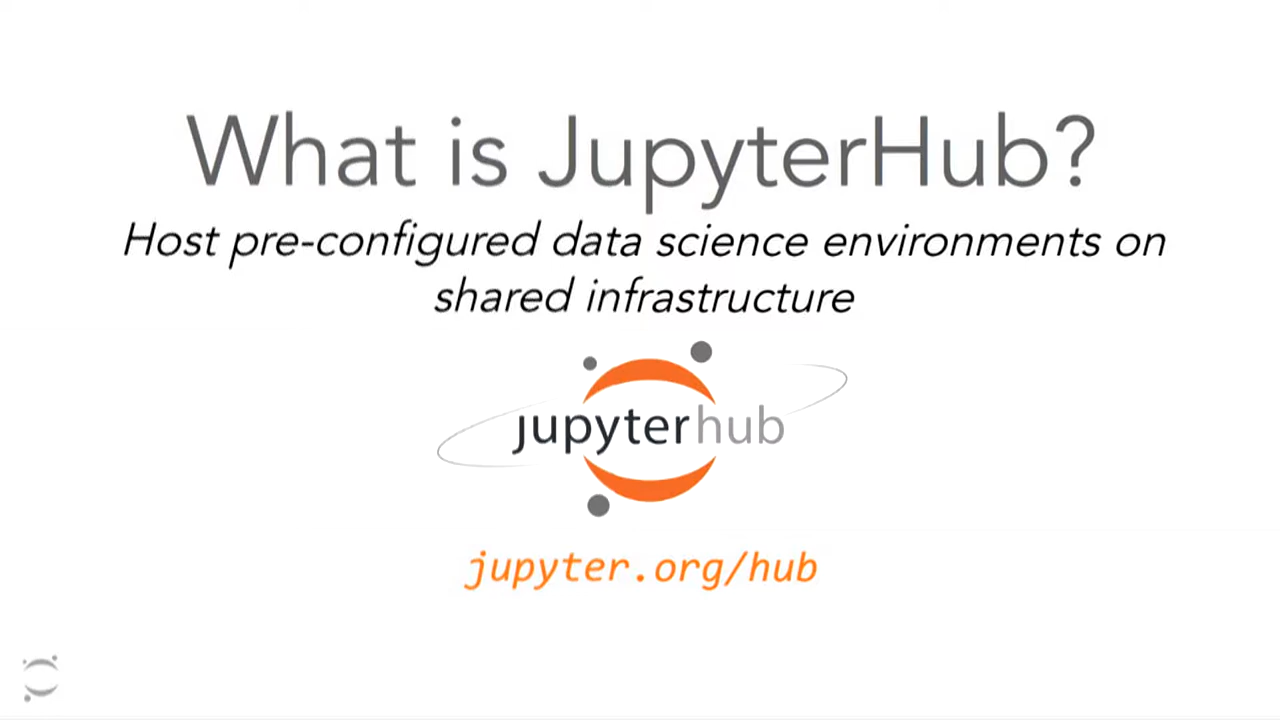 What is JupyterHub?
Host pre-configured data science environments on
shared infrastructure
jupyterhub
jupyter.org/hub